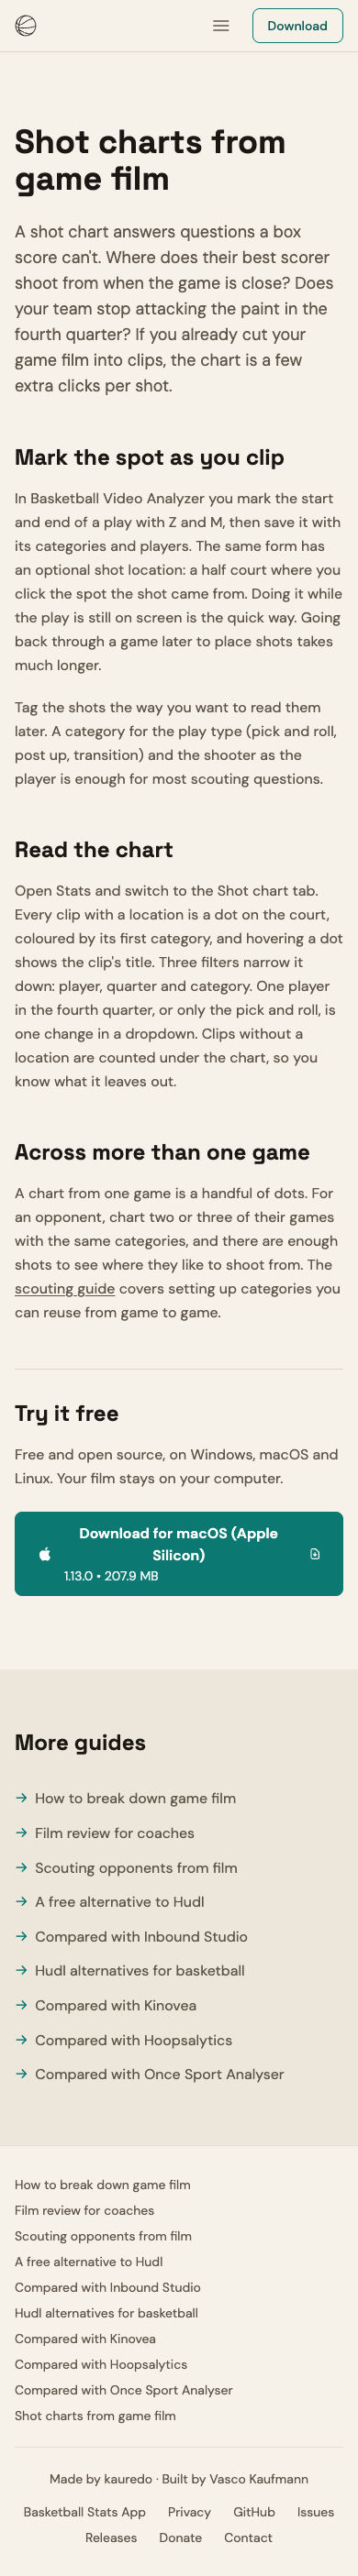 Download
Shot charts from
game film
A shot chart answers questions a box
score can't. Where does their best scorer
shoot from when the game is close? Does
your team stop attacking the paint in the
fourth quarter? If you already cut your
game film into clips, the chart is a few
extra clicks per shot.
Mark the spot as you clip
In Basketball Video Analyzer you mark the start
and end of a play with Z and M, then save it with
its categories and players. The same form has
an optional shot location: a half court where you
click the spot the shot came from. Doing it while
the play is still on screen is the quick way. Going
back through a game later to place shots takes
much longer.
Tag the shots the way you want to read them
later. A category for the play type (pick and roll,
post up, transition) and the shooter as the
player is enough for most scouting questions.
Read the chart
Open Stats and switch to the Shot chart tab.
Every clip with a location is a dot on the court,
coloured by its first category, and hovering a dot
shows the clip's title. Three filters narrow it
down: player, quarter and category. One player
in the fourth quarter, or only the pick and roll, is
one change in a dropdown. Clips without a
location are counted under the chart, so you
know what it leaves out.
Across more than one game
A chart from one game is a handful of dots. For
an opponent, chart two or three of their games
with the same categories, and there are enough
shots to see where they like to shoot from. The
scouting guide covers setting up categories you
can reuse from game to game.
Try it free
Free and open source, on Windows, macOS and
Linux. Your film stays on your computer.
Download for macOS (Apple
Silicon)
1.13.0 • 207.9 MB
More guides
How to break down game film
Film review for coaches
Scouting opponents from film
A free alternative to Hudl
Compared with Inbound Studio
Hudl alternatives for basketball
Compared with Kinovea
Compared with Hoopsalytics
Compared with Once Sport Analyser
How to break down game film
Film review for coaches
Scouting opponents from film
A free alternative to Hudl
Compared with Inbound Studio
Hudl alternatives for basketball
Compared with Kinovea
Compared with Hoopsalytics
Compared with Once Sport Analyser
Shot charts from game film
Made by kauredo · Built by Vasco Kaufmann
Basketball Stats App Privacy GitHub Issues
Releases Donate Contact